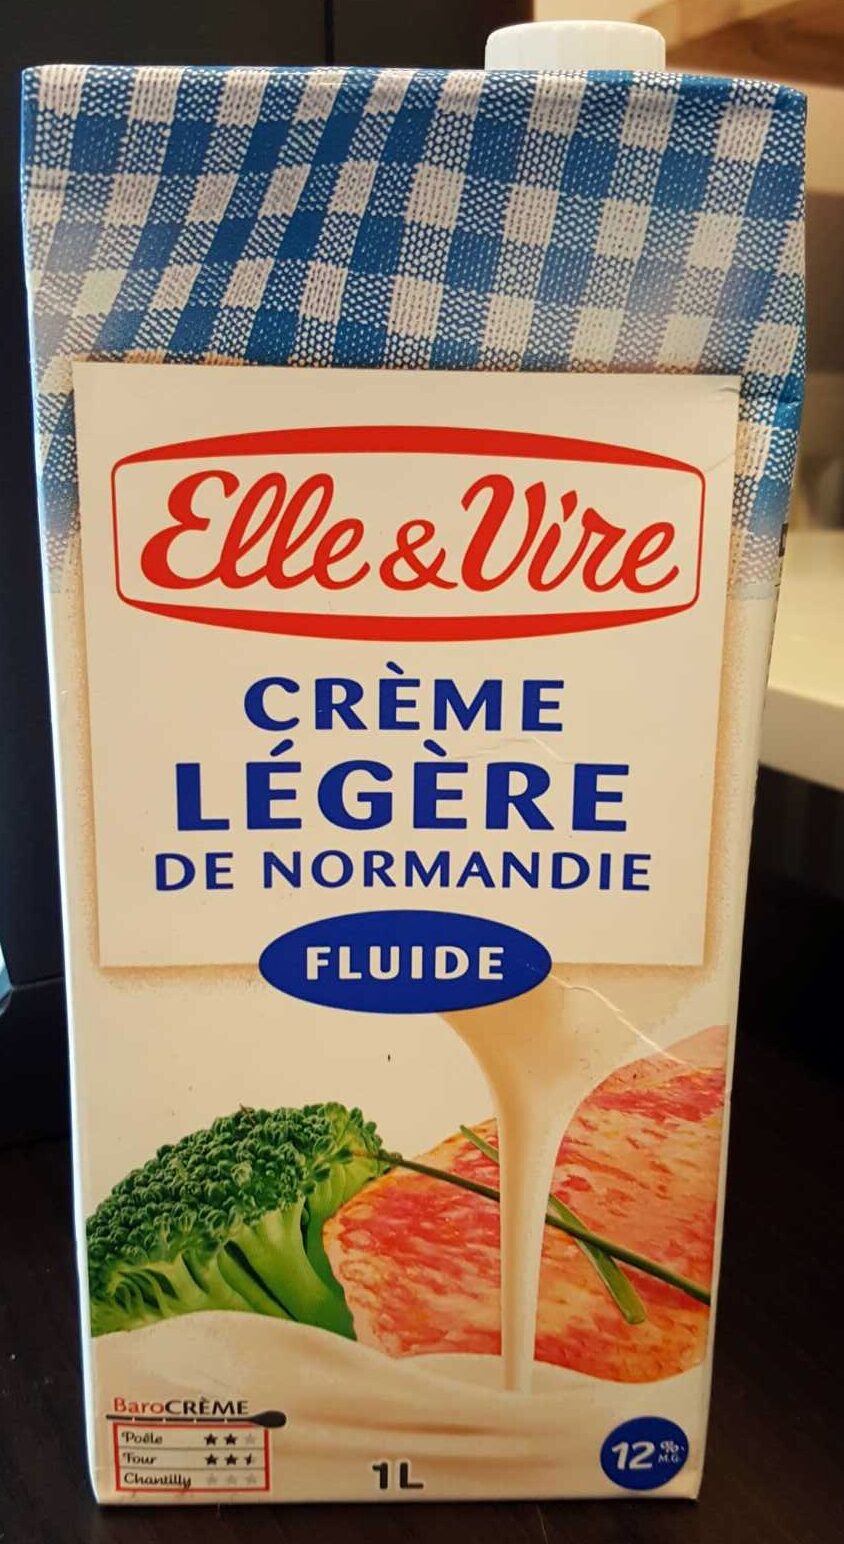 Elle & Vire
CRÈME
LÉGÈRE
DE NORMANDIE
FLUIDE
BaroCRÈME
Poêle
Four
Chantilly
1L
12% M.G.